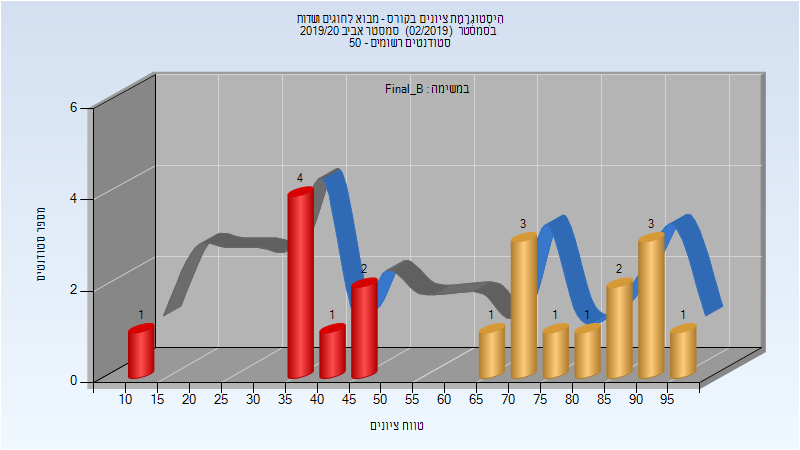 היסטוגרמת ציונים בקורס - מבוא לחוגים ושדות
בסמסטר (02/2019) סמסטר אביב 2019/20
סטודנטים רשומים - 50
במשימה: Final_B
מספר סטודנטים
6
4
2
0
1
4
1
2
1
3
1
1
2
3
1
10 15 20 25 30 35 40 45 50 55 60 65 70 75 80 85 90 95
טווח ציונים